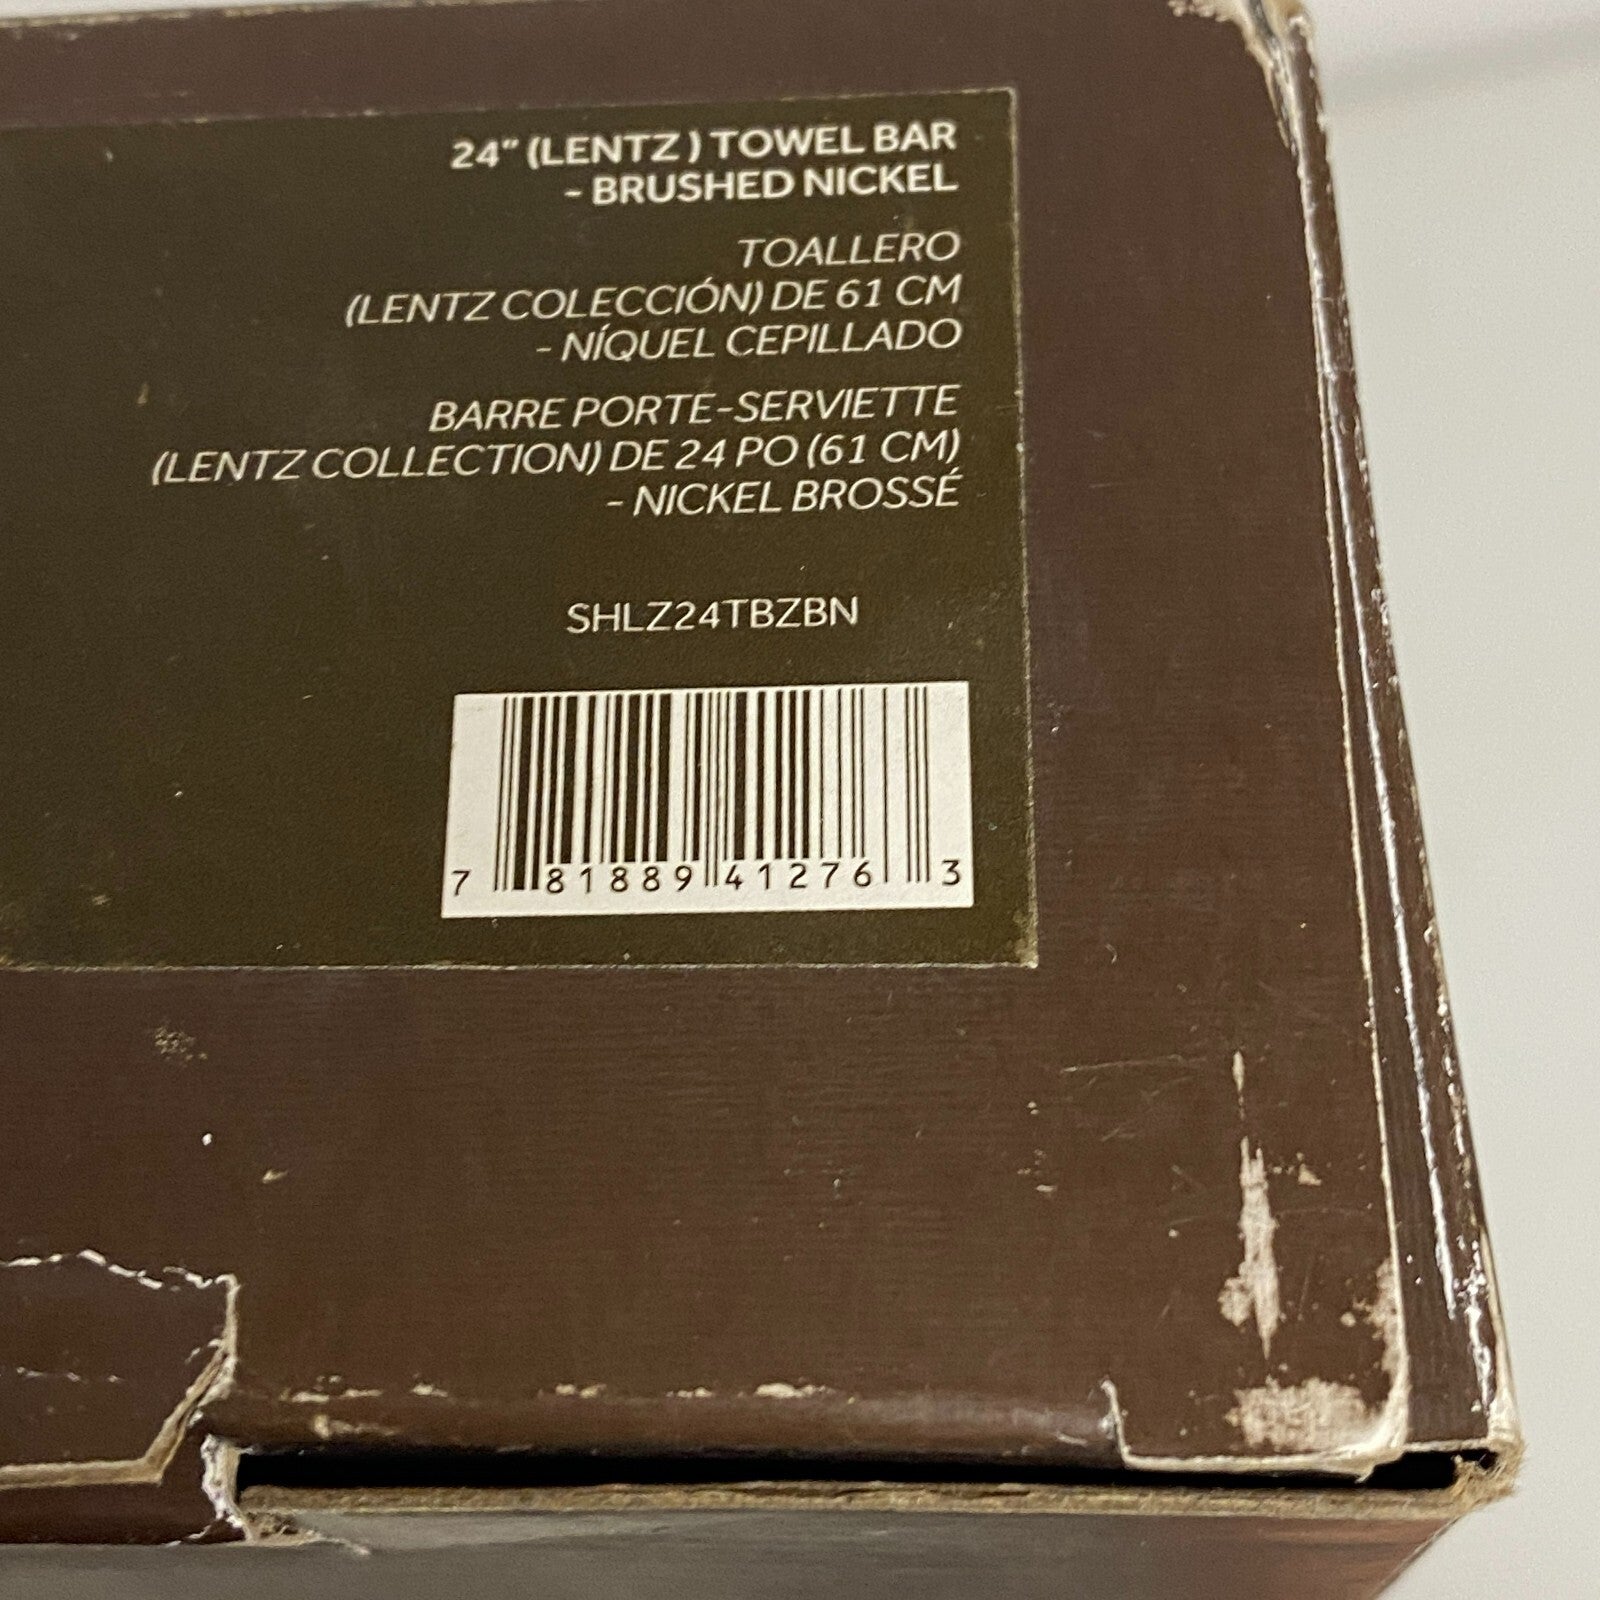 24" (LENTZ ) TOWEL BAR
- BRUSHED NICKEL
TOALLERO
(LENTZ COLECCIÓN) DE 61 CM
- NÍQUEL CEPILLADO
BARRE PORTE-SERVIETTE
(LENTZ COLLECTION) DE 24 PO (61 CM)
- NICKEL BROSSÉ
SHLZ24TBZBN
7 81889 41276 3